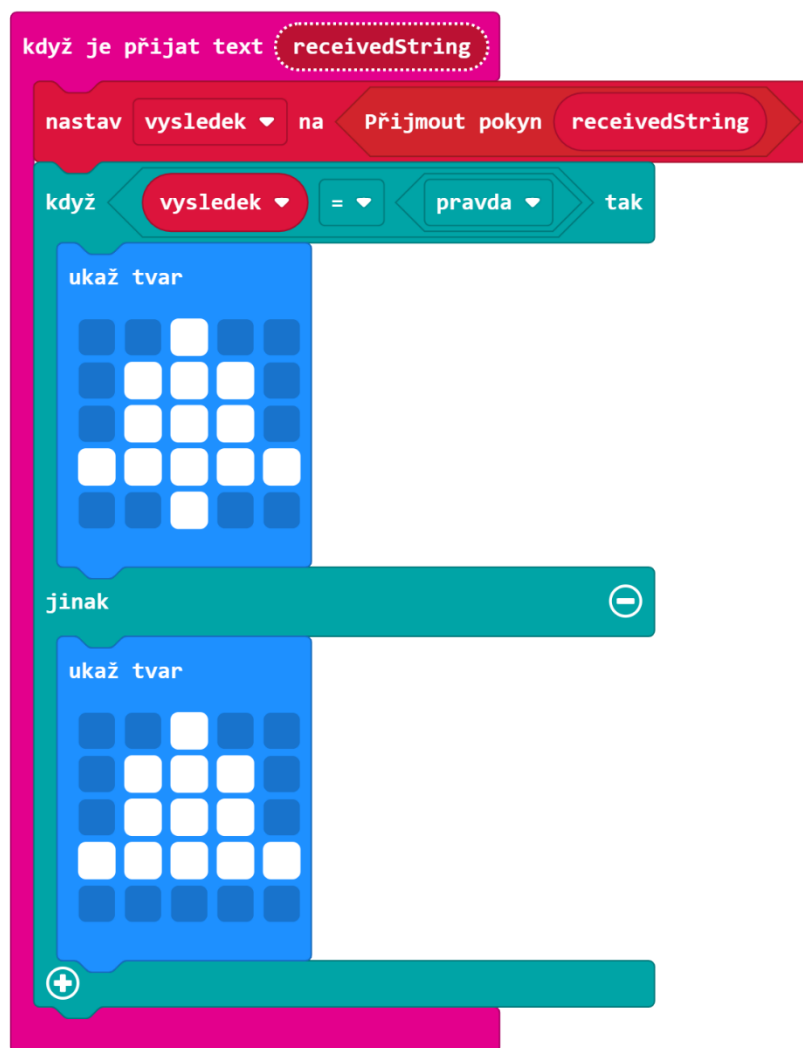 když je přijat text receivedString
nastav vysledek na Přijmout pokyn receivedString
když vysledek = pravda tak
ukaž tvar
jinak
ukaž tvar